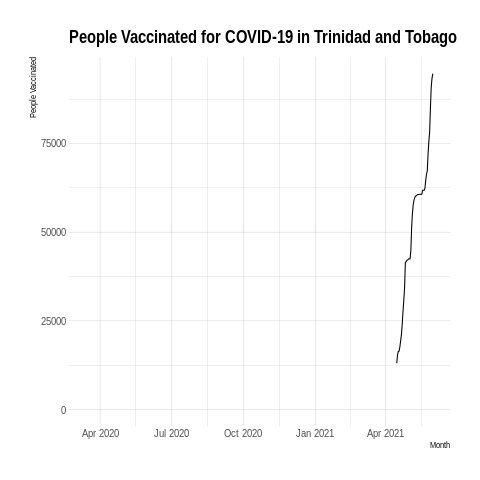 People Vaccinated for COVID-19 in Trinidad and Tobago
People Vaccinated
75000
50000
25000
0
Apr 2020 Jul 2020 Oct 2020 Jan 2021 Apr 2021
Month